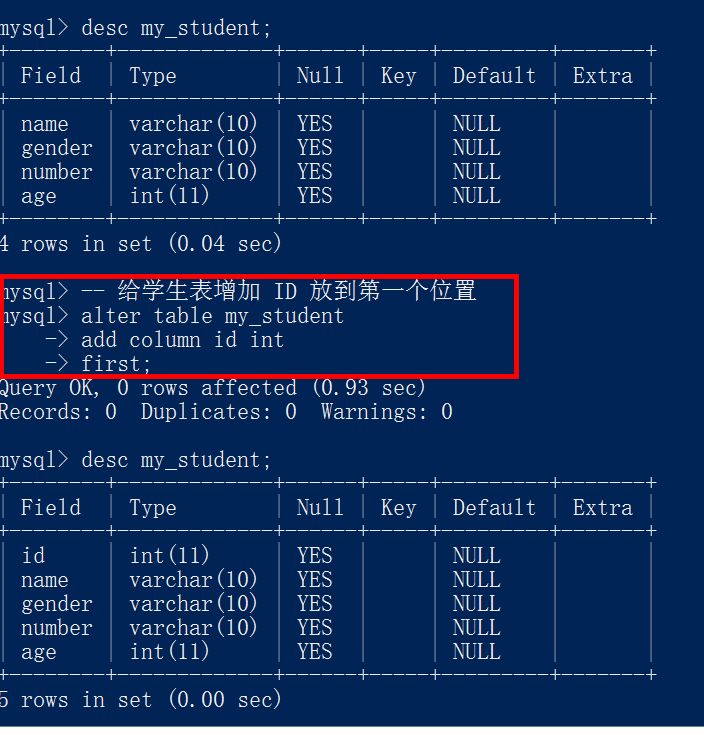 mysql> desc my_student;
+--------+-------------+------+-----+---------+-------+
| Field  | Type        | Null | Key | Default | Extra |
+--------+-------------+------+-----+---------+-------+
| name   | varchar(10) | YES  |     | NULL    |       |
| gender | varchar(10) | YES  |     | NULL    |       |
| number | varchar(10) | YES  |     | NULL    |       |
| age    | int(11)     | YES  |     | NULL    |       |
+--------+-------------+------+-----+---------+-------+
4 rows in set (0.04 sec)
mysql> -- 给学生表增加 ID 放到第一个位置
mysql> alter table my_student
    -> add column id int
    -> first;
Query OK, 0 rows affected (0.93 sec)
Records: 0  Duplicates: 0  Warnings: 0
mysql> desc my_student;
+--------+-------------+------+-----+---------+-------+
| Field  | Type        | Null | Key | Default | Extra |
+--------+-------------+------+-----+---------+-------+
| id     | int(11)     | YES  |     | NULL    |       |
| name   | varchar(10) | YES  |     | NULL    |       |
| gender | varchar(10) | YES  |     | NULL    |       |
| number | varchar(10) | YES  |     | NULL    |       |
| age    | int(11)     | YES  |     | NULL    |       |
+--------+-------------+------+-----+---------+-------+
5 rows in set (0.00 sec)